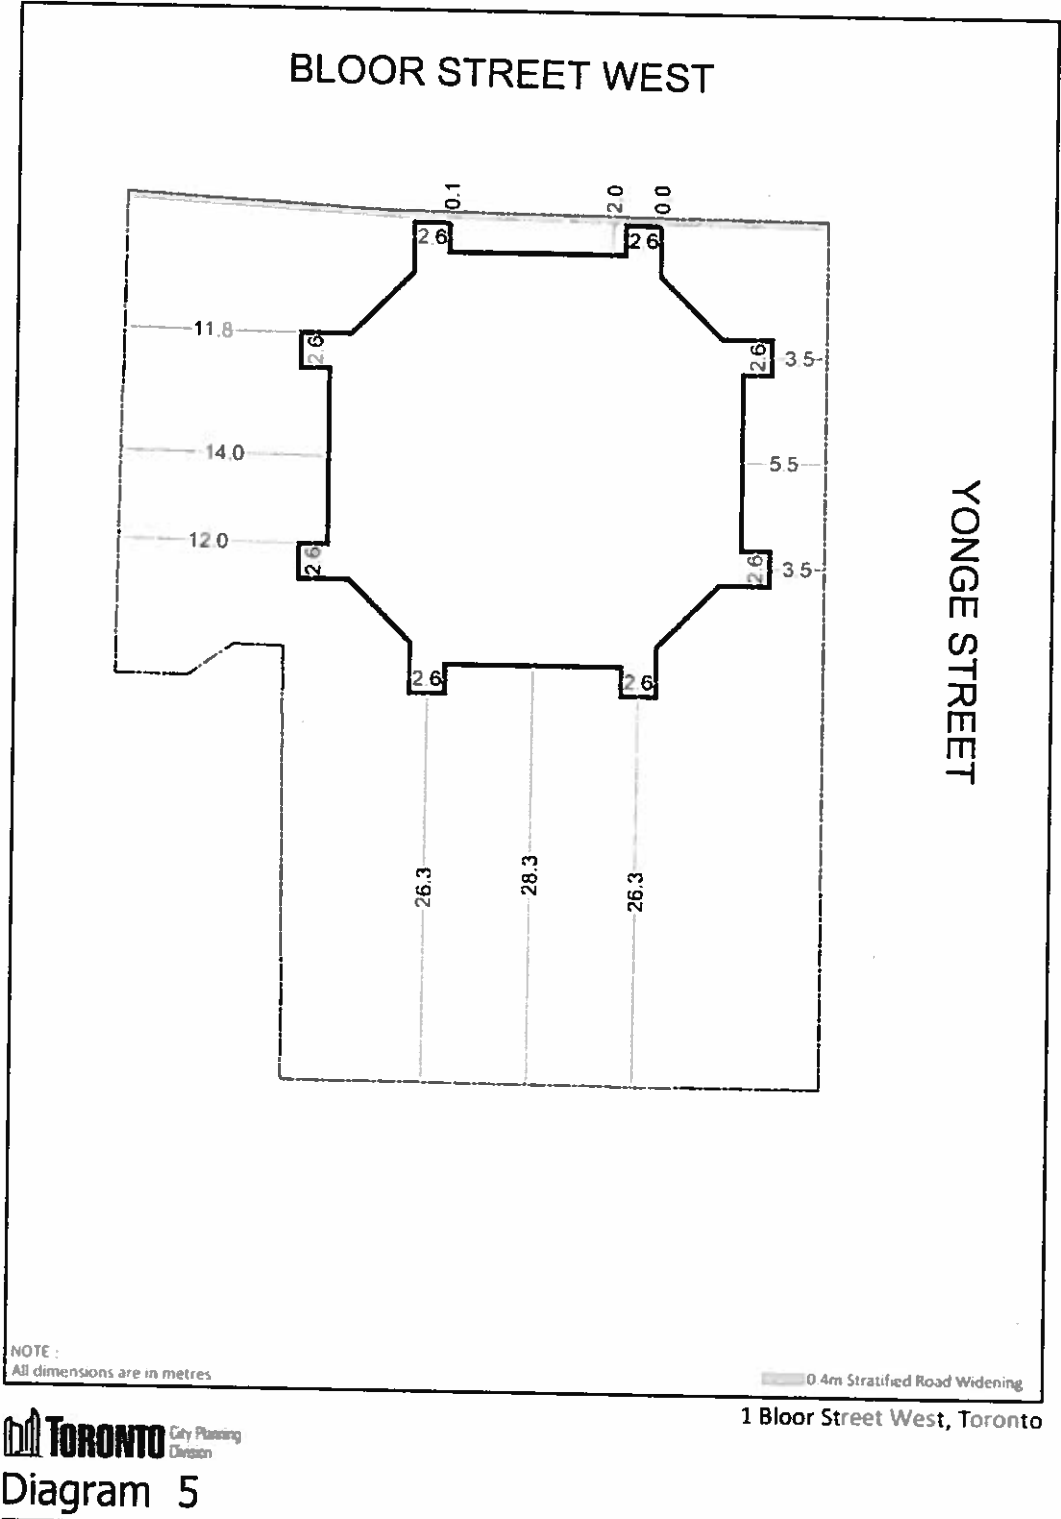 BLOOR STREET WEST
0.1
2.0
0.0
2.6
2.6
11.8
2.6
2.6
3.5
14.0
5.5
12.0
2.6
2.6
3.5
YONGE STREET
2.6
2.6
26.3
28.3
26.3
NOTE :
All dimensions are in metres
0.4m Stratified Road Widening
1 Bloor Street West, Toronto
TORONTO City Planning
Division
Diagram 5